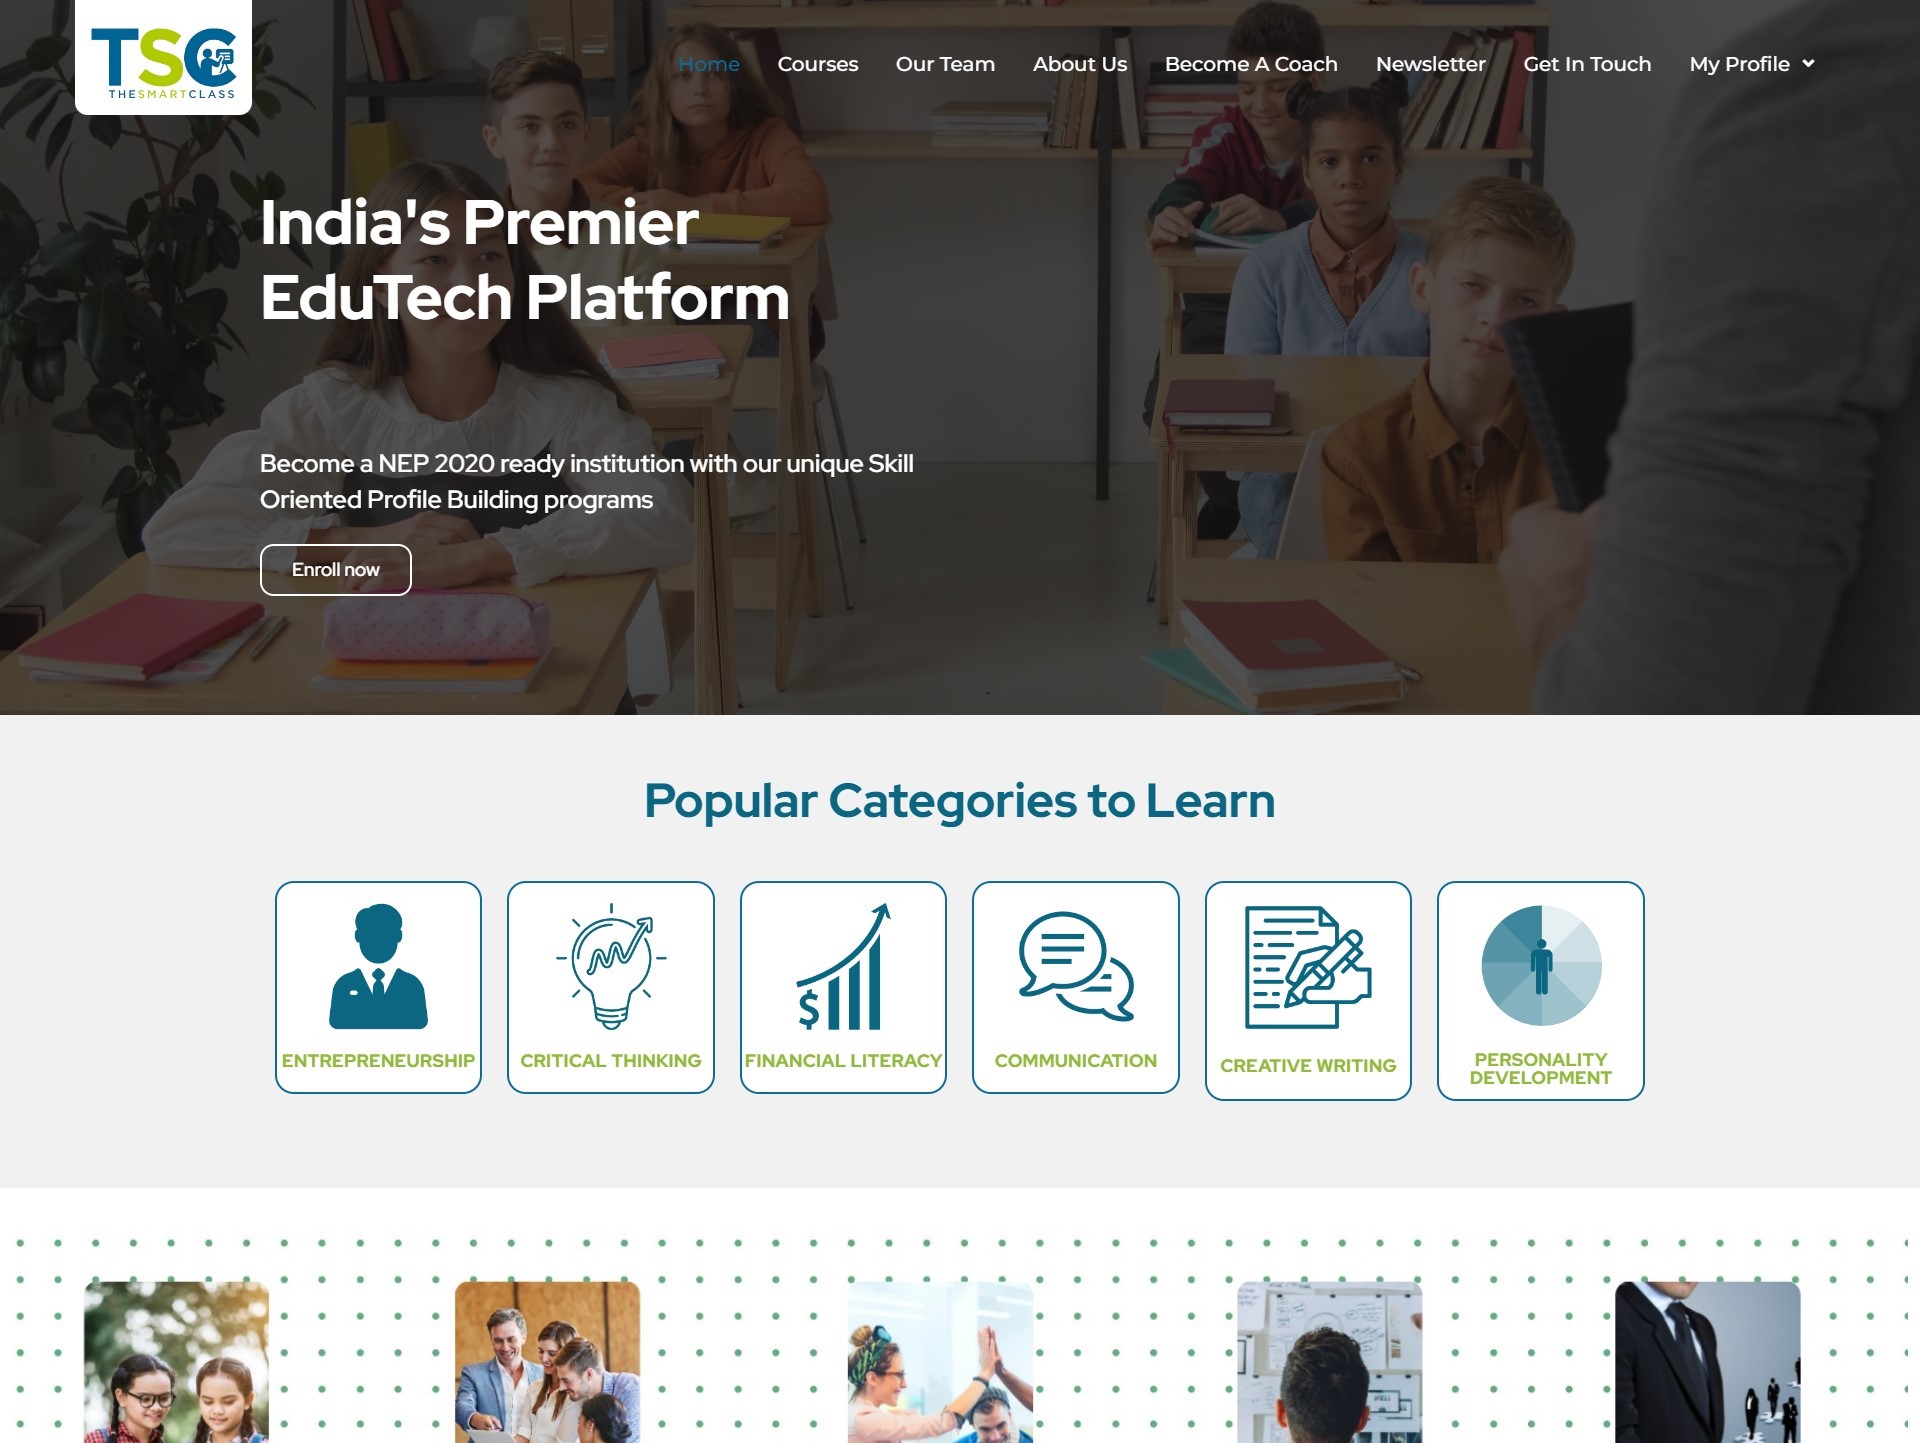 TSC
THESMARTCLASS
Home Courses Our Team About Us Become A Coach Newsletter Get In Touch My Profile
India's Premier
EduTech Platform
Become a NEP 2020 ready institution with our unique Skill
Oriented Profile Building programs
Enroll now
Popular Categories to Learn
ENTREPRENEURSHIP
CRITICAL THINKING
$
FINANCIAL LITERACY
COMMUNICATION
CREATIVE WRITING
PERSONALITY
DEVELOPMENT